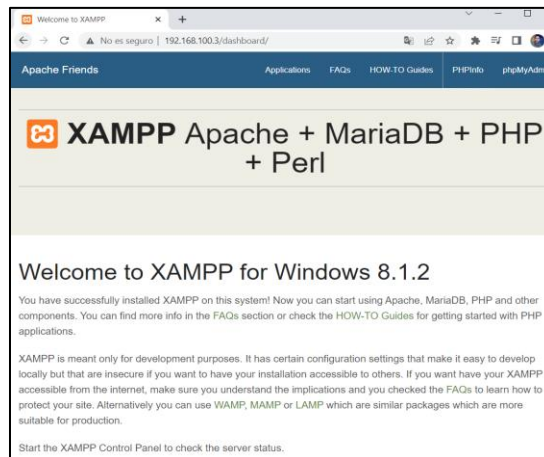 Welcome to XAMPP
No es seguro | 192.168.100.3/dashboard/
Apache Friends Applications FAQs HOW-TO Guides PHPInfo phpMyAdm
XAMPP Apache + MariaDB + PHP
+ Perl
Welcome to XAMPP for Windows 8.1.2
You have successfully installed XAMPP on this system! Now you can start using Apache, MariaDB, PHP and other
components. You can find more info in the FAQs section or check the HOW-TO Guides for getting started with PHP
applications.
XAMPP is meant only for development purposes. It has certain configuration settings that make it easy to develop
locally but that are insecure if you want to have your installation accessible to others. If you want have your XAMPP
accessible from the internet, make sure you understand the implications and you checked the FAQs to learn how to
protect your site. Alternatively you can use WAMP, MAMP or LAMP which are similar packages which are more
suitable for production.
Start the XAMPP Control Panel to check the server status.